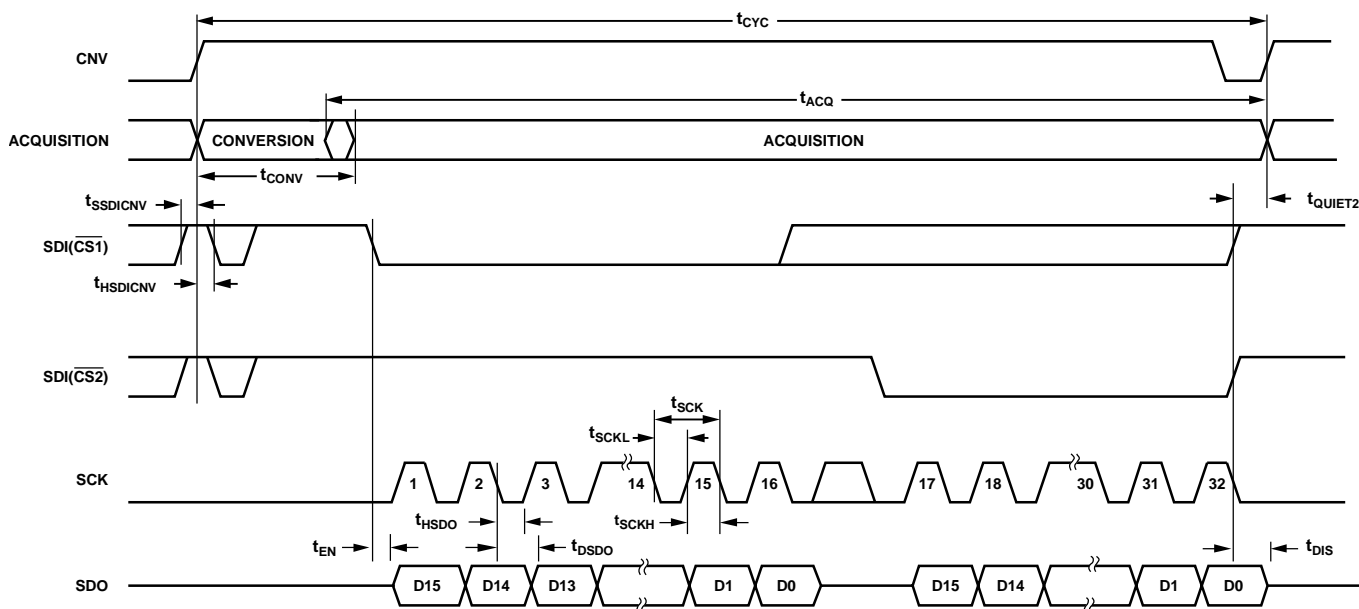 tCYC
CNV
tACQ
ACQUISITION
CONVERSION
ACQUISITION
tCONV
tSSDICNV
tQUIET2
SDI(CS1)
tHSDICNV
SDI(CS2)
tSCK
tSCKL
SCK
1
2
3
14
15
16
17
18
30
31
32
tHSDO
tSCKH
tEN
tDSDO
tDIS
SDO
D15
D14
D13
D1
D0
D15
D14
D1
D0